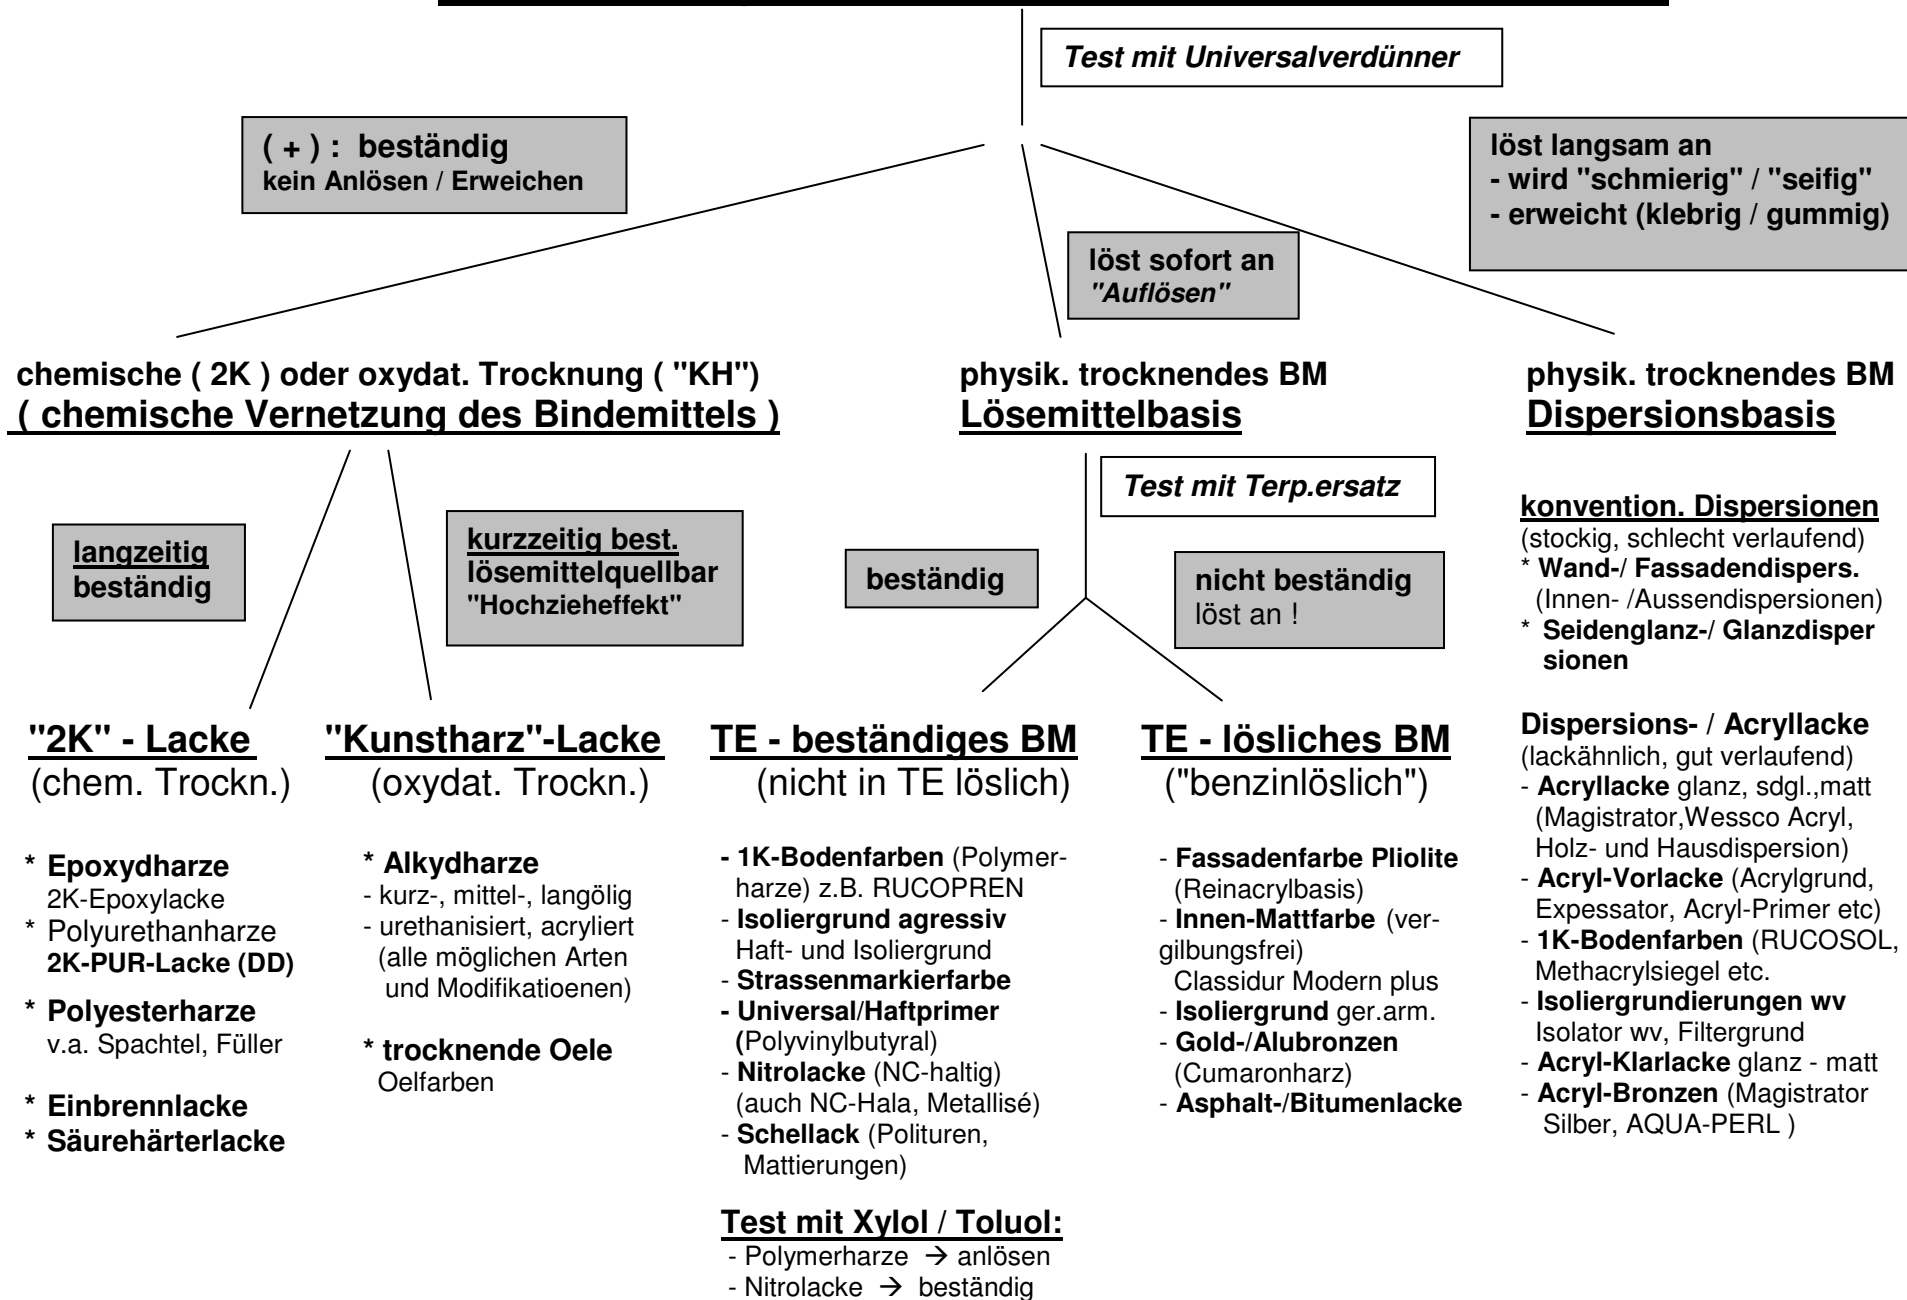 Test mit Universalverdünner
( + ) :  beständig
kein Anlösen / Erweichen
löst langsam an
- wird "schmierig" / "seifig"
- erweicht (klebrig / gummig)
löst sofort an
"Auflösen"
chemische ( 2K ) oder oxydat. Trocknung ( "KH")
( chemische Vernetzung des Bindemittels )
physik. trocknendes BM
Lösemittelbasis
physik. trocknendes BM
Dispersionsbasis
langzeitig
beständig
kurzzeitig best.
lösemittelquellbar
"Hochzieheffekt"
Test mit Terp.ersatz
beständig
nicht beständig
löst an !
"2K" - Lacke
(chem. Trockn.)
* Epoxydharze
2K-Epoxylacke
* Polyurethanharze
2K-PUR-Lacke (DD)
* Polyesterharze
v.a. Spachtel, Füller
* Einbrennlacke
* Säurehärterlacke
"Kunstharz"-Lacke
(oxydat. Trockn.)
* Alkydharze
- kurz-, mittel-, langölig
- urethanisiert, acryliert
(alle möglichen Arten
und Modifikatioenen)
* trocknende Oele
Oelfarben
TE - beständiges BM
(nicht in TE löslich)
- 1K-Bodenfarben (Polymer-
harze) z.B. RUCOPREN
- Isoliergrund agressiv
Haft- und Isoliergrund
- Strassenmarkierfarbe
- Universal/Haftprimer
(Polyvinylbutyral)
- Nitrolacke (NC-haltig)
(auch NC-Hala, Metallisé)
- Schellack (Polituren,
Mattierungen)
Test mit Xylol / Toluol:
- Polymerharze → anlösen
- Nitrolacke → beständig
TE - lösliches BM
("benzinlöslich")
- Fassadenfarbe Pliolite
(Reinacrylbasis)
- Innen-Mattfarbe (ver-
gilbungsfrei)
Classidur Modern plus
- Isoliergrund ger.arm.
- Gold-/Alubronzen
(Cumaronharz)
- Asphalt-/Bitumenlacke
konvention. Dispersionen
(stockig, schlecht verlaufend)
* Wand-/ Fassadendispers.
(Innen- /Aussendispersionen)
* Seidenglanz-/ Glanzdisper
sionen
Dispersions- / Acryllacke
(lackähnlich, gut verlaufend)
- Acryllacke glanz, sdgl.,matt
(Magistrator,Wessco Acryl,
Holz- und Hausdispersion)
- Acryl-Vorlacke (Acrylgrund,
Expessator, Acryl-Primer etc)
- 1K-Bodenfarben (RUCOSOL,
Methacrylsiegel etc.
- Isoliergrundierungen wv
Isolator wv, Filtergrund
- Acryl-Klarlacke glanz - matt
- Acryl-Bronzen (Magistrator
Silber, AQUA-PERL )